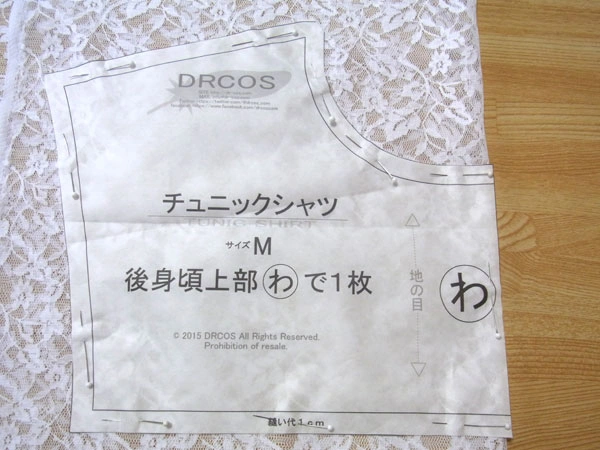 DRCOS
チュニックシャツ
TUNIC SHIRT
サイズM
後身頃上部わで1枚
地の目
わ
© 2015 DRCOS All Rights Reserved.
Prohibition of resale.
縫い代1cm